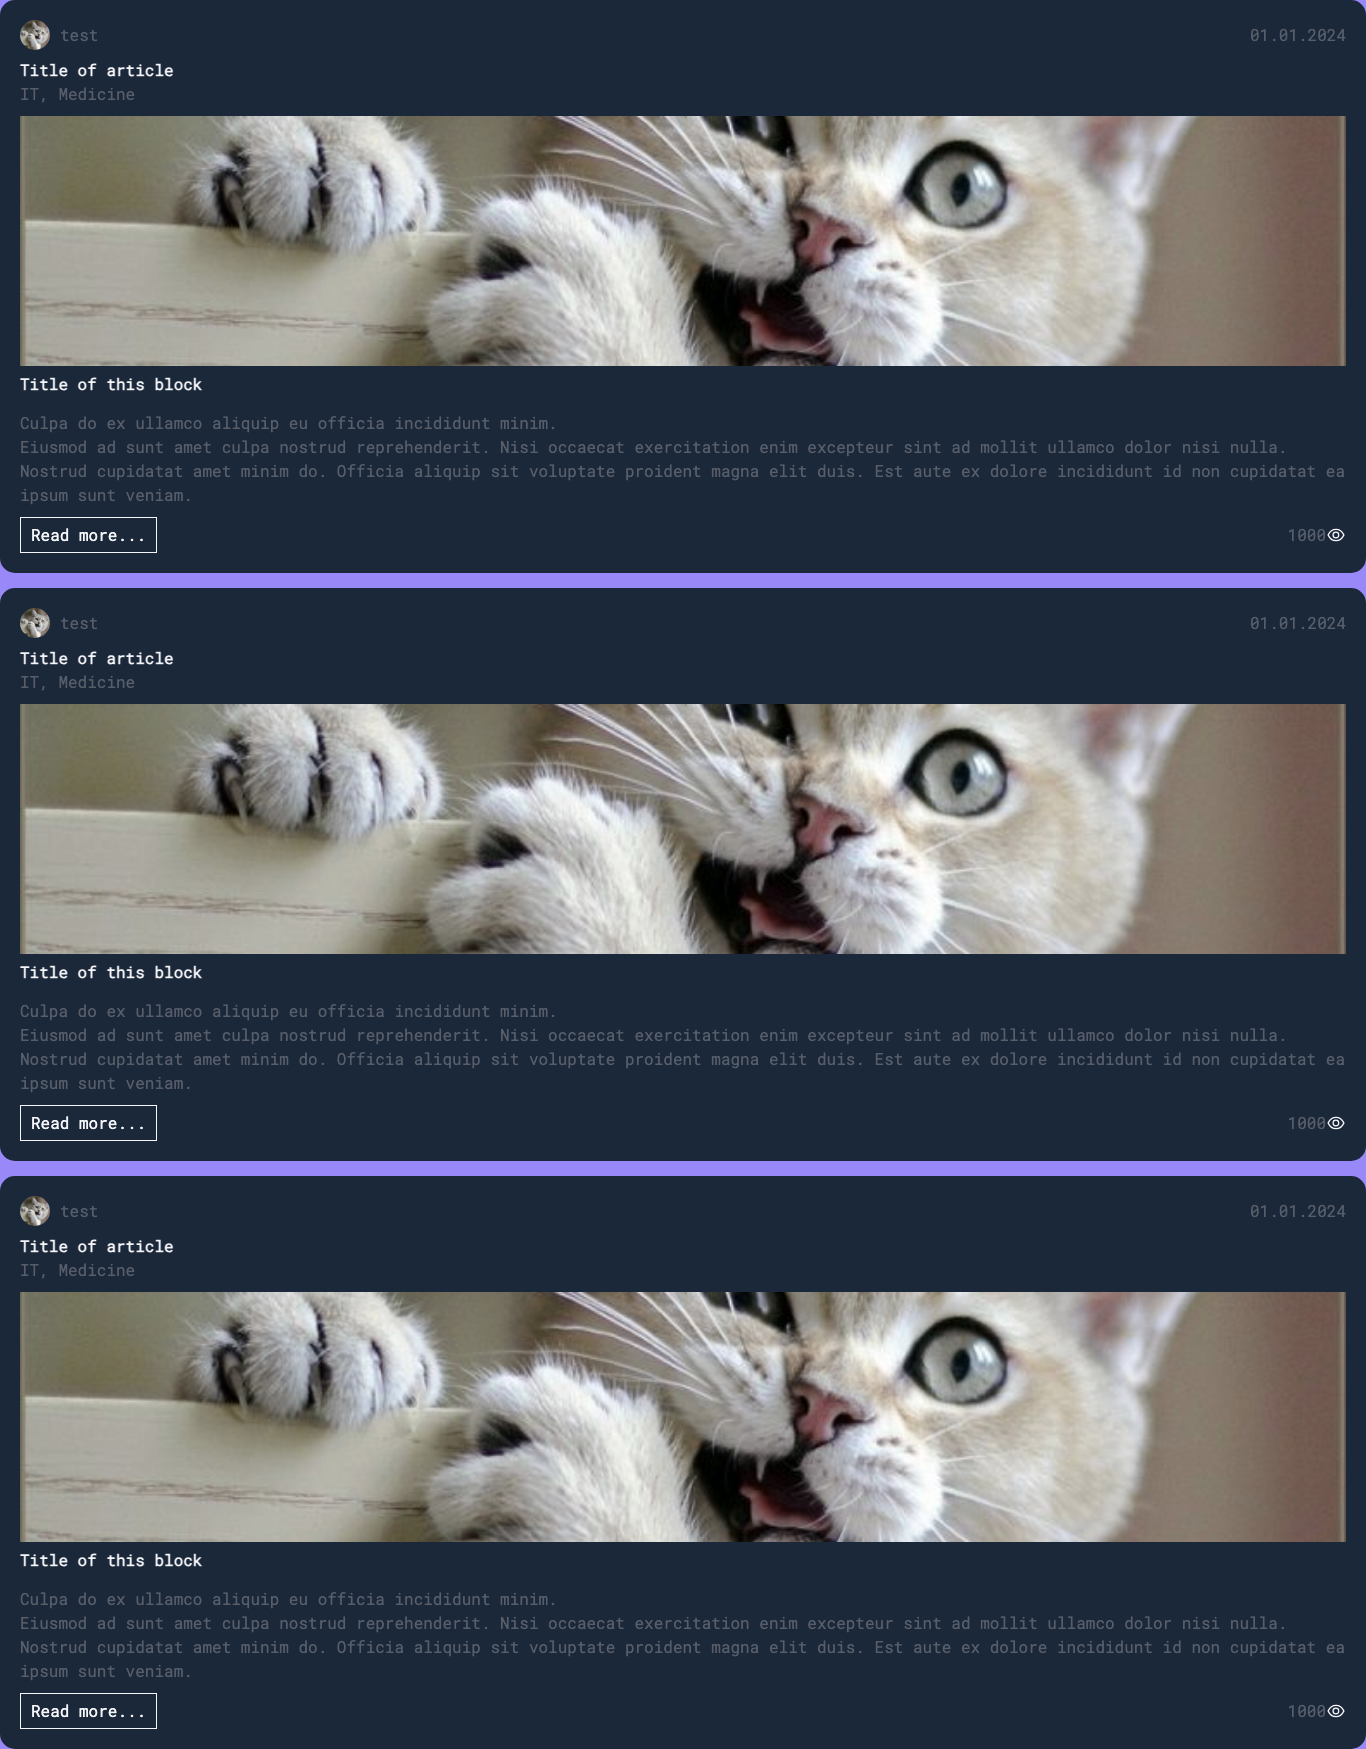 test 01.01.2024
Title of article
IT, Medicine
Title of this block
Culpa do ex ullamco aliquip eu officia incididunt minim.
Eiusmod ad sunt amet culpa nostrud reprehenderit. Nisi occaecat exercitation enim excepteur sint ad mollit ullamco dolor nisi nulla.
Nostrud cupidatat amet minim do. Officia aliquip sit voluptate proident magna elit duis. Est aute ex dolore incididunt id non cupidatat ea
ipsum sunt veniam.
Read more... 1000
test 01.01.2024
Title of article
IT, Medicine
Title of this block
Culpa do ex ullamco aliquip eu officia incididunt minim.
Eiusmod ad sunt amet culpa nostrud reprehenderit. Nisi occaecat exercitation enim excepteur sint ad mollit ullamco dolor nisi nulla.
Nostrud cupidatat amet minim do. Officia aliquip sit voluptate proident magna elit duis. Est aute ex dolore incididunt id non cupidatat ea
ipsum sunt veniam.
Read more... 1000
test 01.01.2024
Title of article
IT, Medicine
Title of this block
Culpa do ex ullamco aliquip eu officia incididunt minim.
Eiusmod ad sunt amet culpa nostrud reprehenderit. Nisi occaecat exercitation enim excepteur sint ad mollit ullamco dolor nisi nulla.
Nostrud cupidatat amet minim do. Officia aliquip sit voluptate proident magna elit duis. Est aute ex dolore incididunt id non cupidatat ea
ipsum sunt veniam.
Read more... 1000